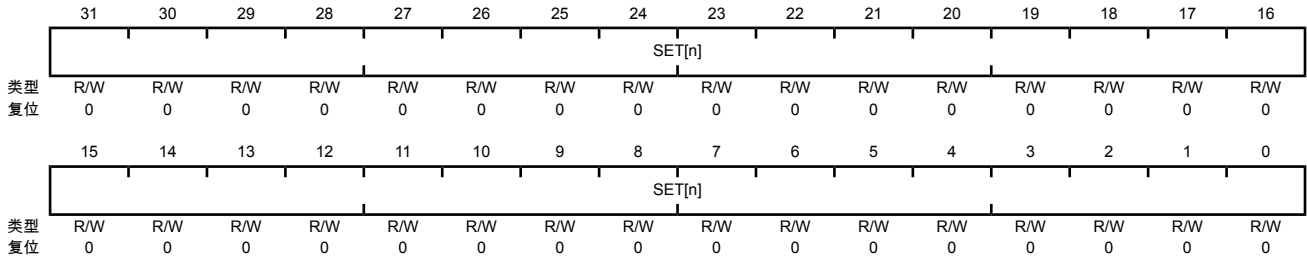 31 30 29 28 27 26 25 24 23 22 21 20 19 18 17 16
SET[n]
类型 R/W R/W R/W R/W R/W R/W R/W R/W R/W R/W R/W R/W R/W R/W R/W R/W
复位 0 0 0 0 0 0 0 0 0 0 0 0 0 0 0 0
15 14 13 12 11 10 9 8 7 6 5 4 3 2 1 0
SET[n]
类型 R/W R/W R/W R/W R/W R/W R/W R/W R/W R/W R/W R/W R/W R/W R/W R/W
复位 0 0 0 0 0 0 0 0 0 0 0 0 0 0 0 0